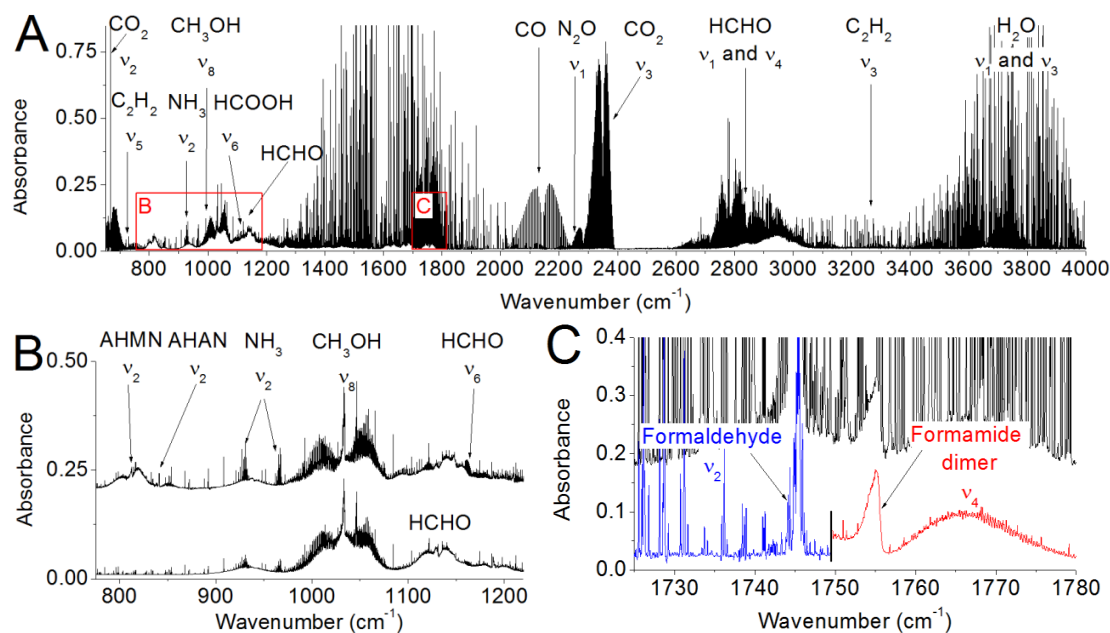 A
CO₂
ν₂
CH₃OH
ν₈
CO
N₂O
ν₁
CO₂
ν₃
HCHO
ν₁ and ν₄
C₂H₂
ν₃
H₂O
ν₁ and ν₃
C₂H₂
ν₅
NH₃
ν₂
HCOOH
ν₆
HCHO
B
C
0.75
0.50
0.25
0.00
Absorbance
800 1000 1200 1400 1600 1800 2000 2200 2400 2600 2800 3000 3200 3400 3600 3800 4000
Wavenumber (cm⁻¹)
B
AHMN
ν₂
AHAN
ν₂
NH₃
ν₂
CH₃OH
ν₈
HCHO
ν₆
HCHO
0.50
0.25
0.00
Absorbance
800 900 1000 1100 1200
Wavenumber (cm⁻¹)
C
Formaldehyde
ν₂
Formamide
dimer
ν₄
0.4
0.3
0.2
0.1
0.0
Absorbance
1730 1740 1750 1760 1770 1780
Wavenumber (cm⁻¹)